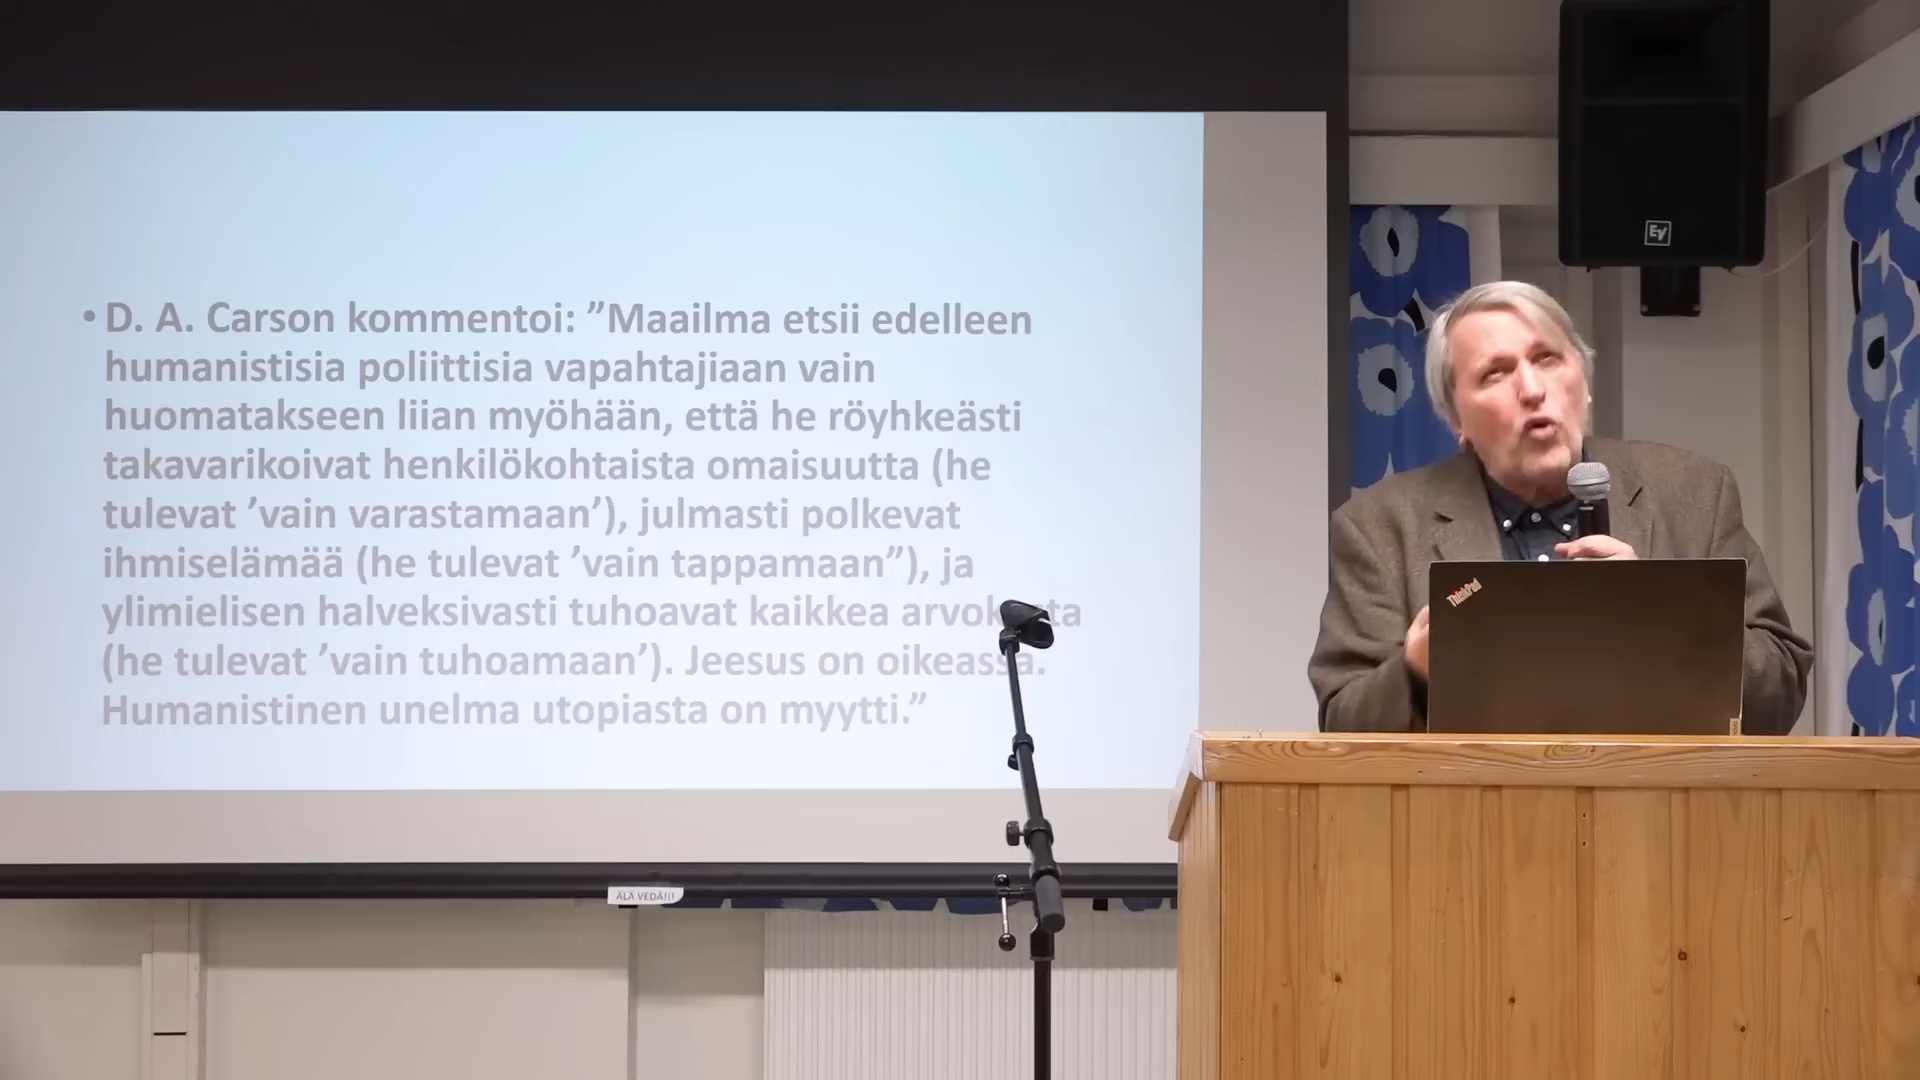 • D. A. Carson kommentoi: ”Maailma etsii edelleen
humanistisia poliittisia vapahtajiaan vain
huomatakseen liian myöhään, että he röyhkeästi
takavarikoivat henkilökohtaista omaisuutta (he
tulevat ’vain varastamaan’), julmasti polkevat
ihmiselämää (he tulevat ’vain tappamaan”), ja
ylimielisen halveksivasti tuhoavat kaikkea
(he tulevat ’vain tuhoamaan’). Jeesus on oikeassa.
Humanistinen unelma utopiasta on myytti.”
EV
ThinkPad
ÄLÄ VEDÄ!!!